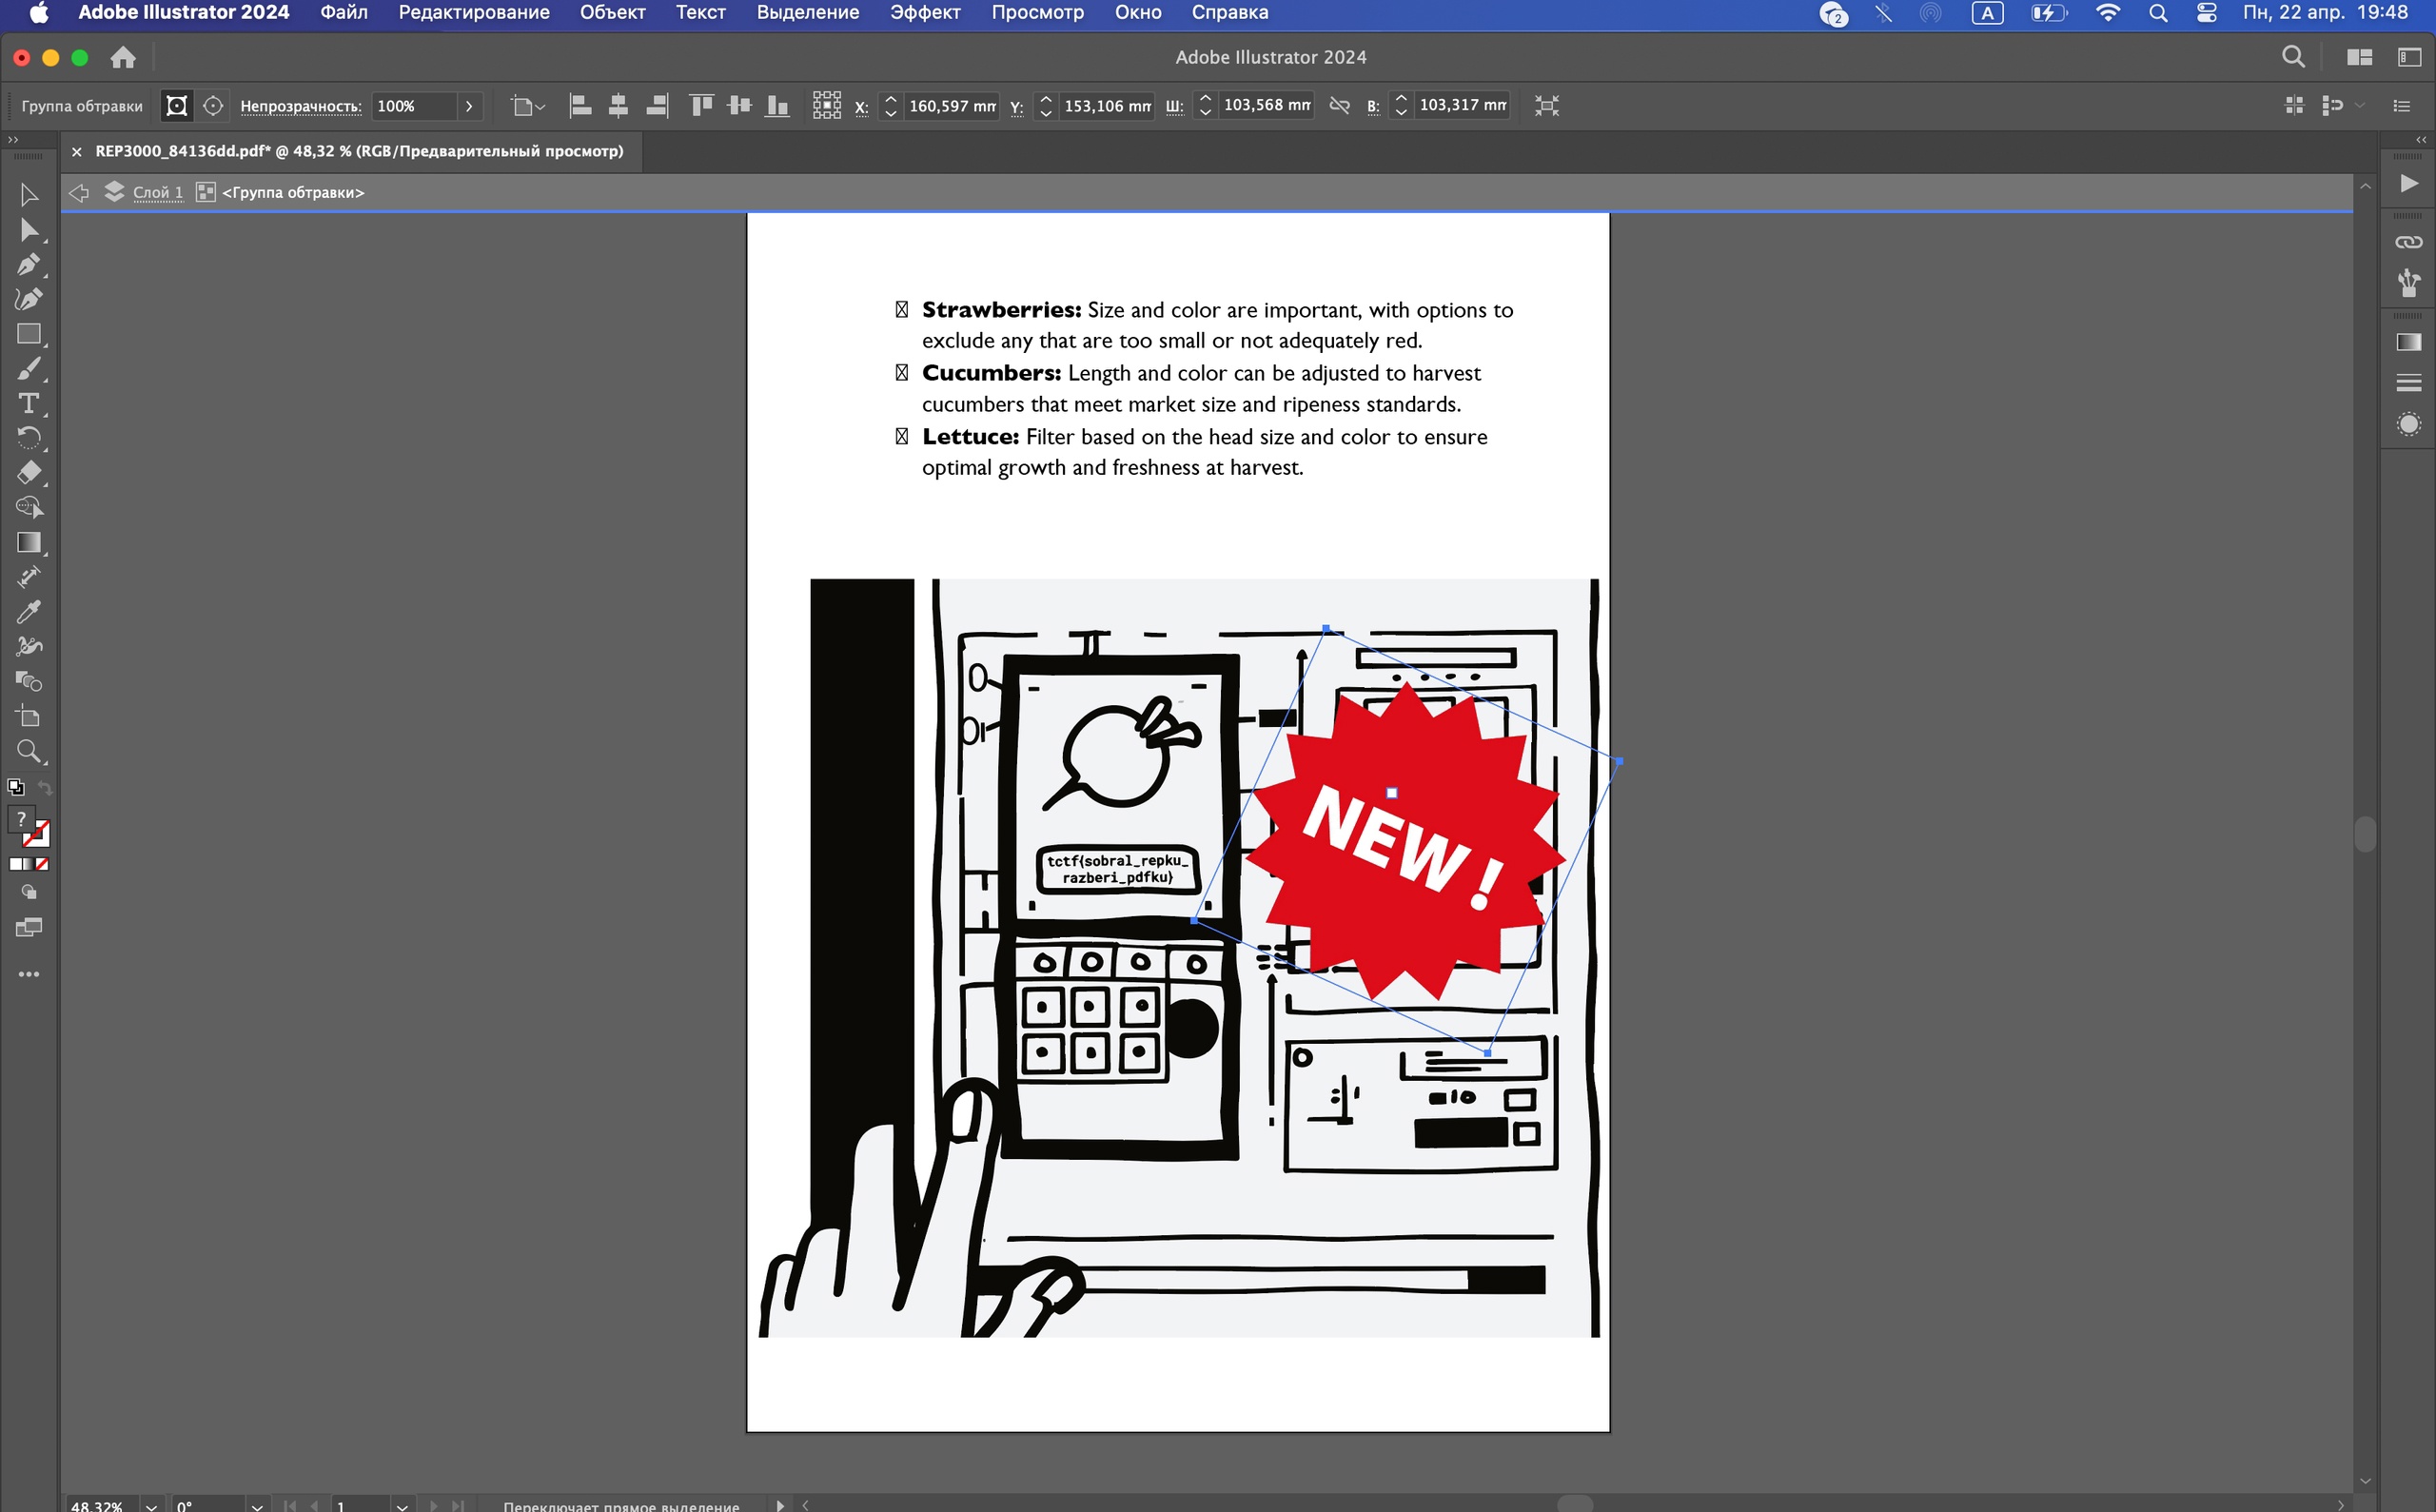 Adobe Illustrator 2024 Файл Редактирование Объект Текст Выделение Эффект Просмотр Окно Справка 2 A Пн, 22 апр. 19:48
Adobe Illustrator 2024
Группа обтравки Непрозрачность: 100% X: 160,597 mm Y: 153,106 mm Ш: 103,568 mm В: 103,317 mm
REP3000_84136dd.pdf* @ 48,32 % (RGB/Предварительный просмотр)
Слой 1 <Группа обтравки>
Strawberries: Size and color are important, with options to
exclude any that are too small or not adequately red.
Cucumbers: Length and color can be adjusted to harvest
cucumbers that meet market size and ripeness standards.
Lettuce: Filter based on the head size and color to ensure
optimal growth and freshness at harvest.
NEW !
tctf{sobral_repku_
razberi_pdfku}
?
48,32% 0° 1 Переключает прямое выделение